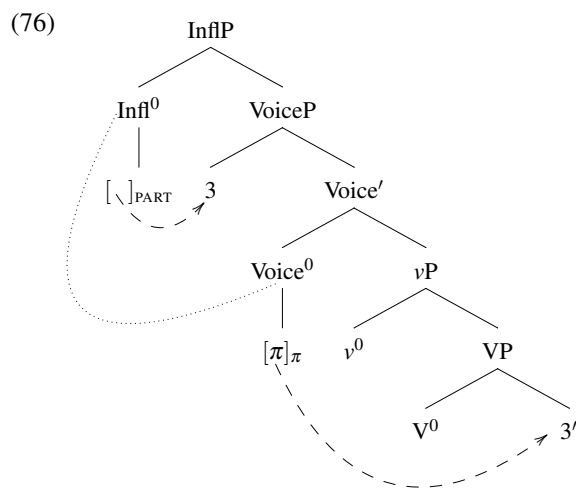 (76)
InflP
Infl⁰ VoiceP
[ ]PART 3 Voice′
Voice⁰ vP
[π]π v⁰ VP
V⁰ 3′